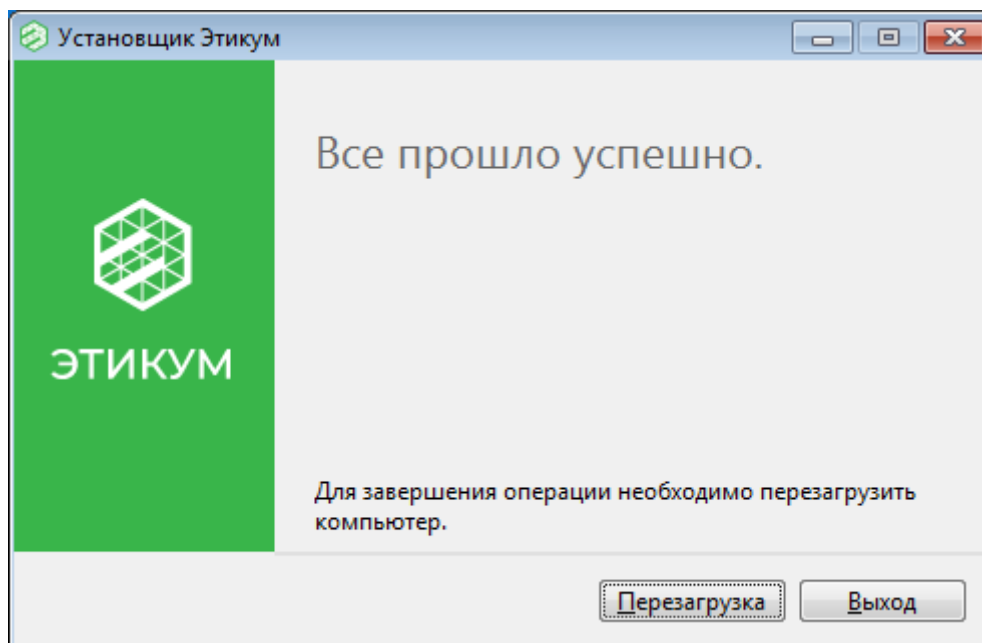 Установщик Этикум
Все прошло успешно.
ЭТИКУМ
Для завершения операции необходимо перезагрузить
компьютер.
Перезагрузка
Выход